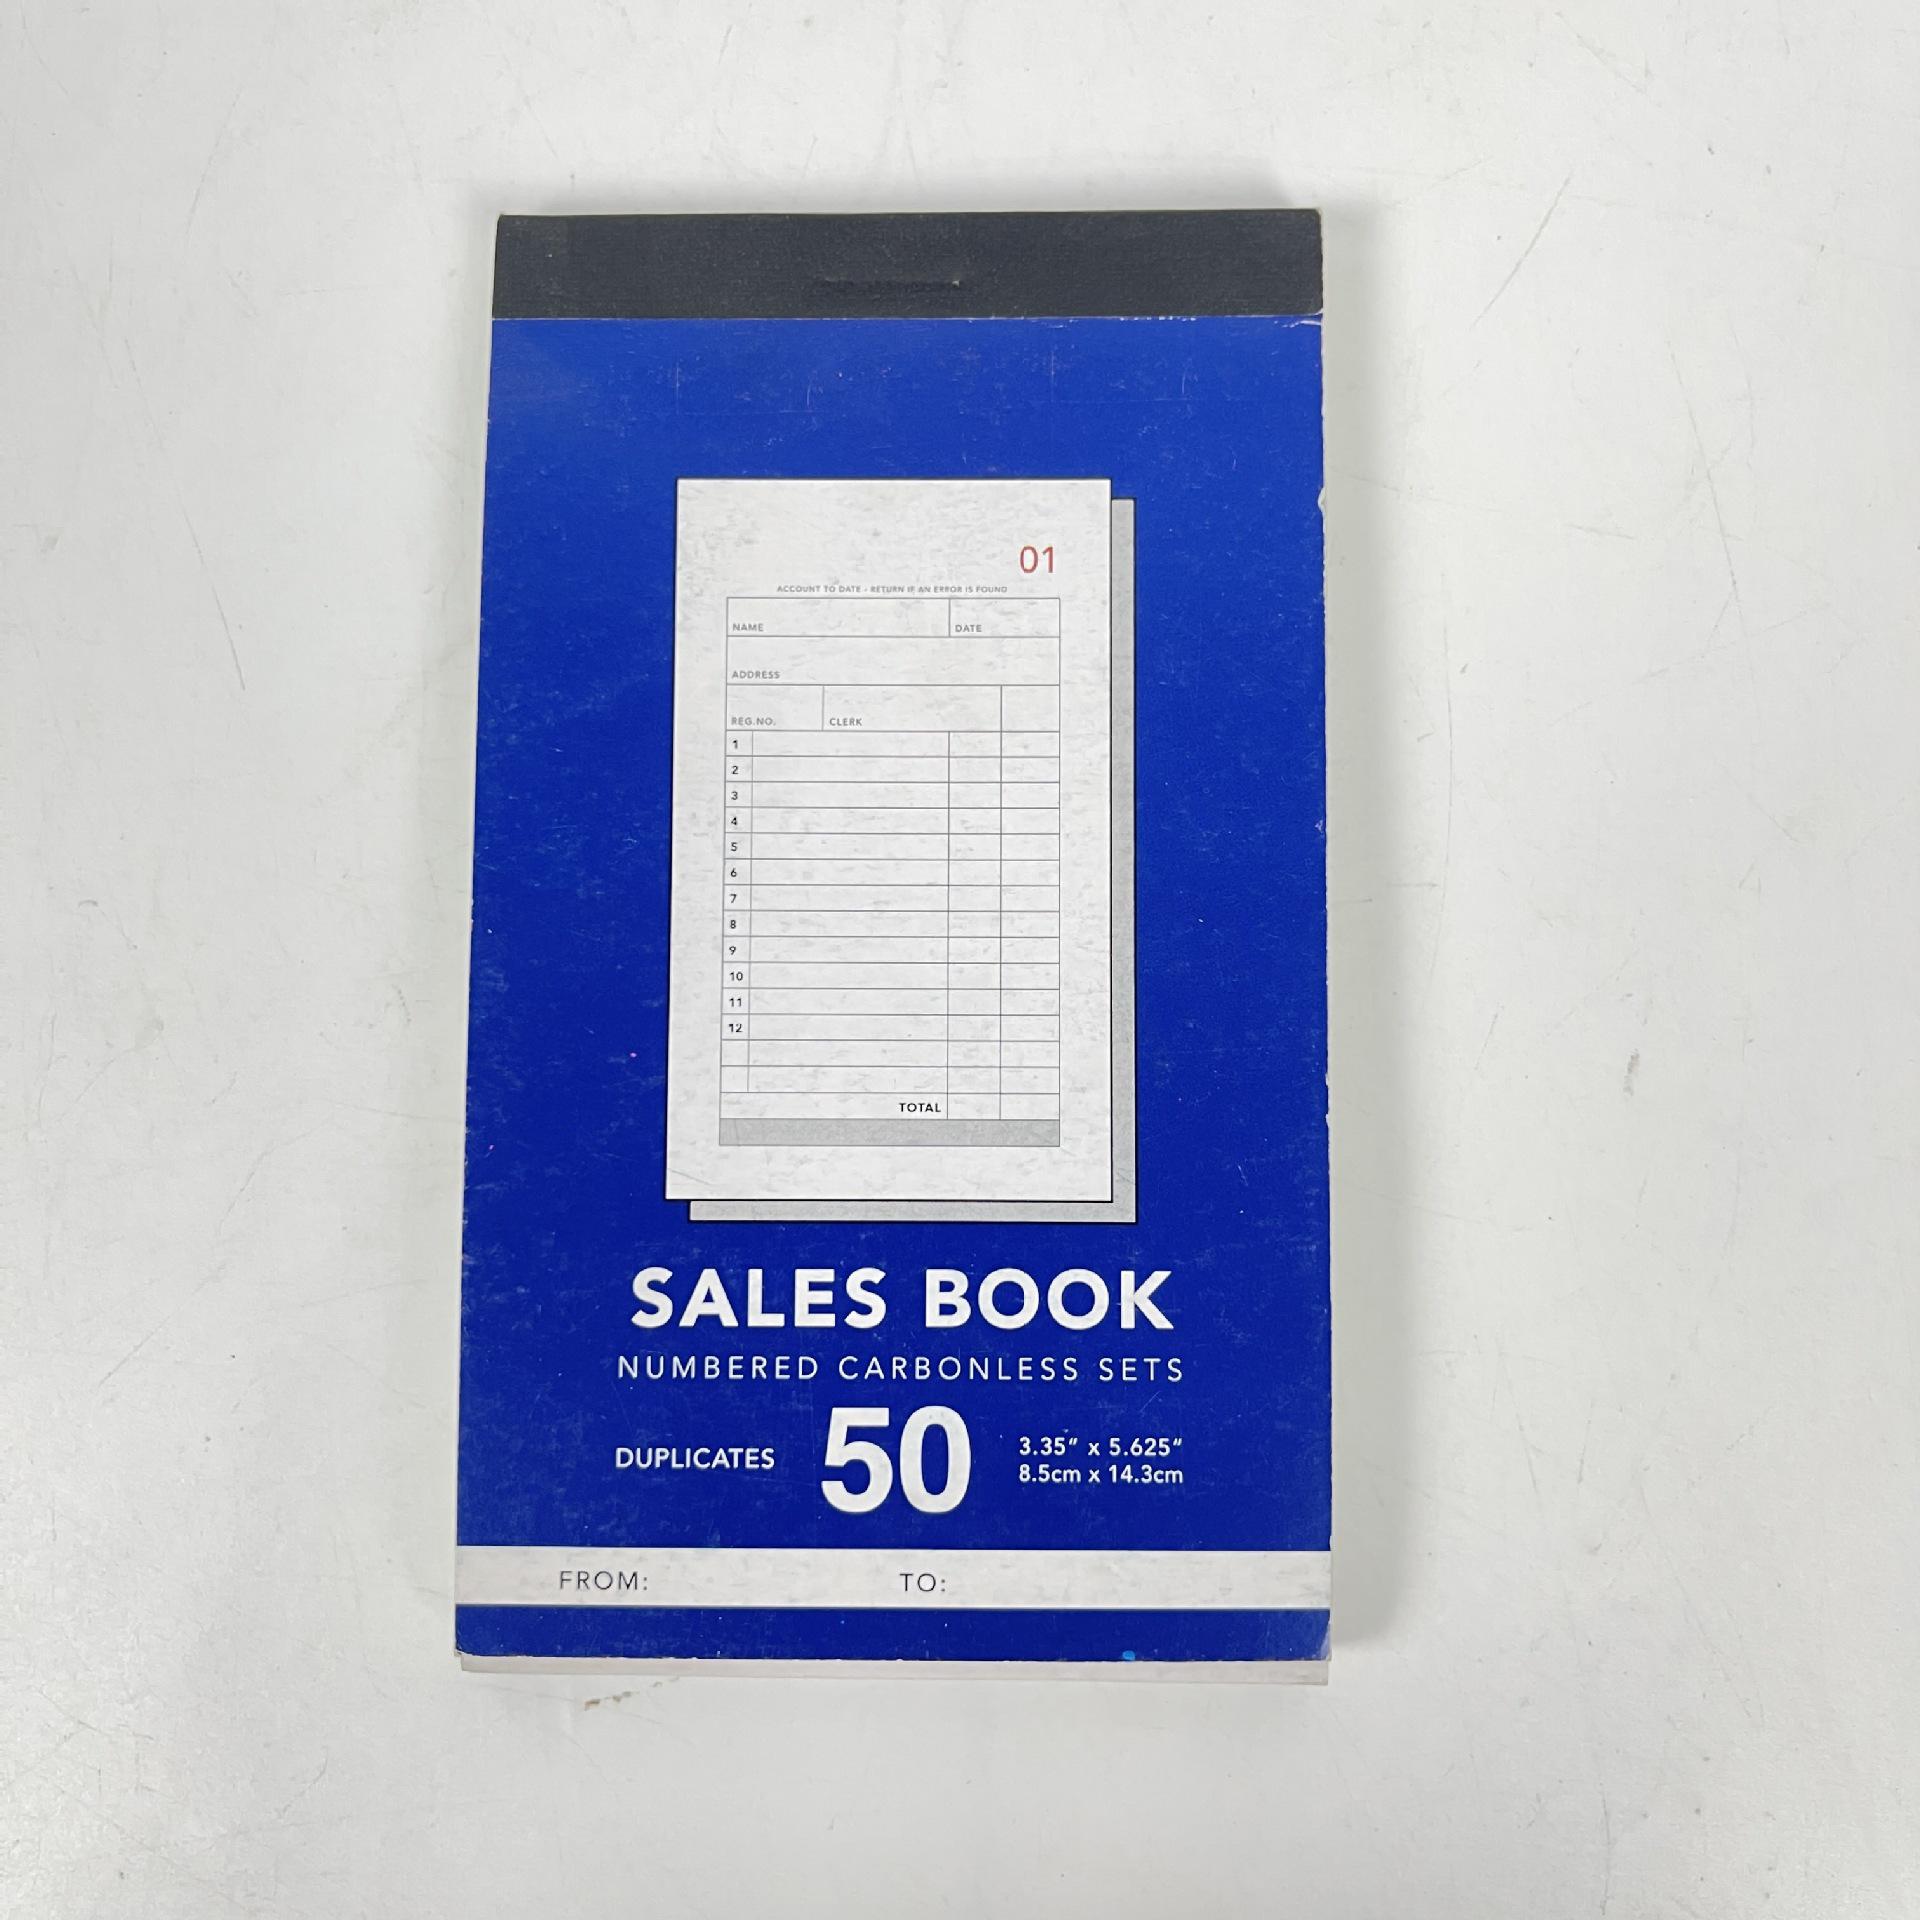 01
ACCOUNT TO DATE - RETURN IF AN ERROR IS FOUND
NAME DATE
ADDRESS
REG.NO. CLERK
1
2
3
4
5
6
7
8
9
10
11
12
TOTAL
SALES BOOK
NUMBERED CARBONLESS SETS
DUPLICATES 50 3.35" x 5.625"
8.5cm x 14.3cm
FROM: TO: